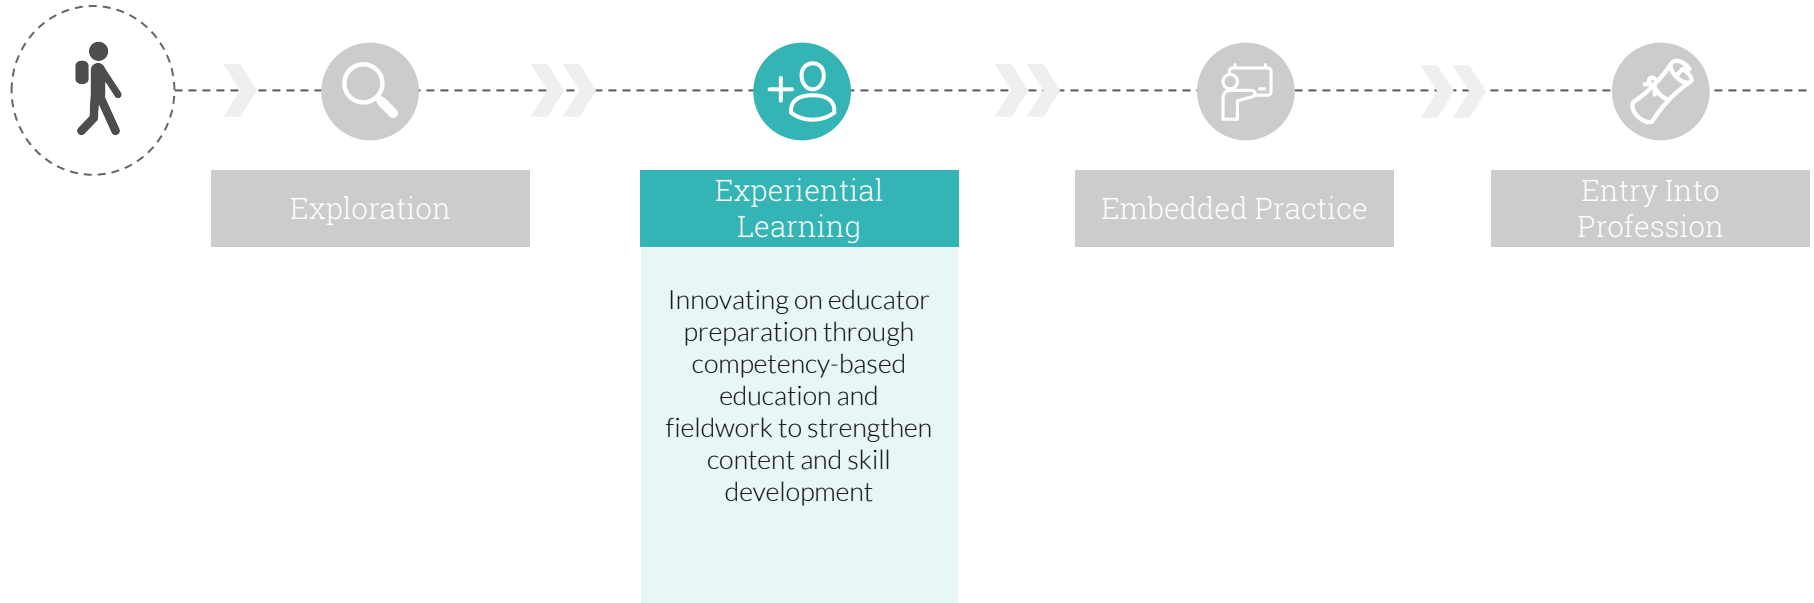 Exploration
Experiential
Learning
Embedded Practice
Entry Into
Profession
Innovating on educator
preparation through
competency-based
education and
fieldwork to strengthen
content and skill
development